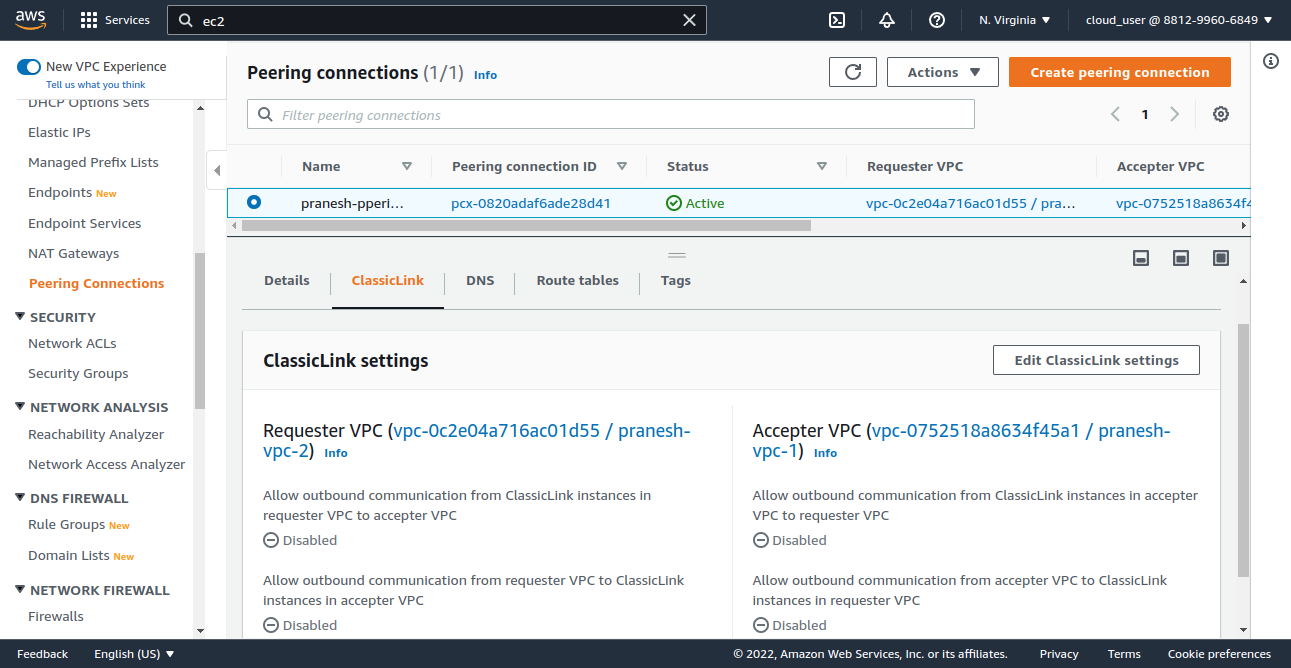 aws
Services
ec2
N. Virginia ▼
cloud_user @ 8812-9960-6849 ▼
New VPC Experience
Tell us what you think
DHCP Options Sets
Elastic IPs
Managed Prefix Lists
Endpoints New
Endpoint Services
NAT Gateways
Peering Connections
SECURITY
Network ACLs
Security Groups
NETWORK ANALYSIS
Reachability Analyzer
Network Access Analyzer
DNS FIREWALL
Rule Groups New
Domain Lists New
NETWORK FIREWALL
Firewalls
Peering connections (1/1) Info
Actions ▼
Create peering connection
Filter peering connections
1
Name
Peering connection ID
Status
Requester VPC
Accepter VPC
pranesh-pperi...
pcx-0820adaf6ade28d41
Active
vpc-0c2e04a716ac01d55 / pra...
vpc-0752518a8634f4
Details
ClassicLink
DNS
Route tables
Tags
ClassicLink settings
Edit ClassicLink settings
Requester VPC (vpc-0c2e04a716ac01d55 / pranesh-
vpc-2) Info
Allow outbound communication from ClassicLink instances in
requester VPC to accepter VPC
Disabled
Allow outbound communication from requester VPC to ClassicLink
instances in accepter VPC
Disabled
Accepter VPC (vpc-0752518a8634f45a1 / pranesh-
vpc-1) Info
Allow outbound communication from ClassicLink instances in accepter
VPC to requester VPC
Disabled
Allow outbound communication from accepter VPC to ClassicLink
instances in requester VPC
Disabled
Feedback
English (US) ▼
© 2022, Amazon Web Services, Inc. or its affiliates.
Privacy
Terms
Cookie preferences